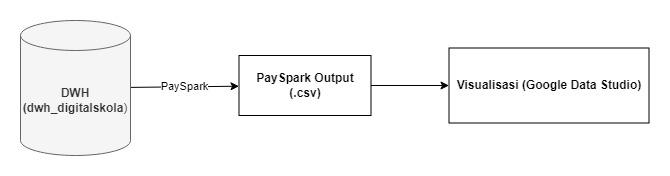 DWH
(dwh_digitalskola)
PaySpark
PaySpark Output
(.csv)
Visualisasi (Google Data Studio)